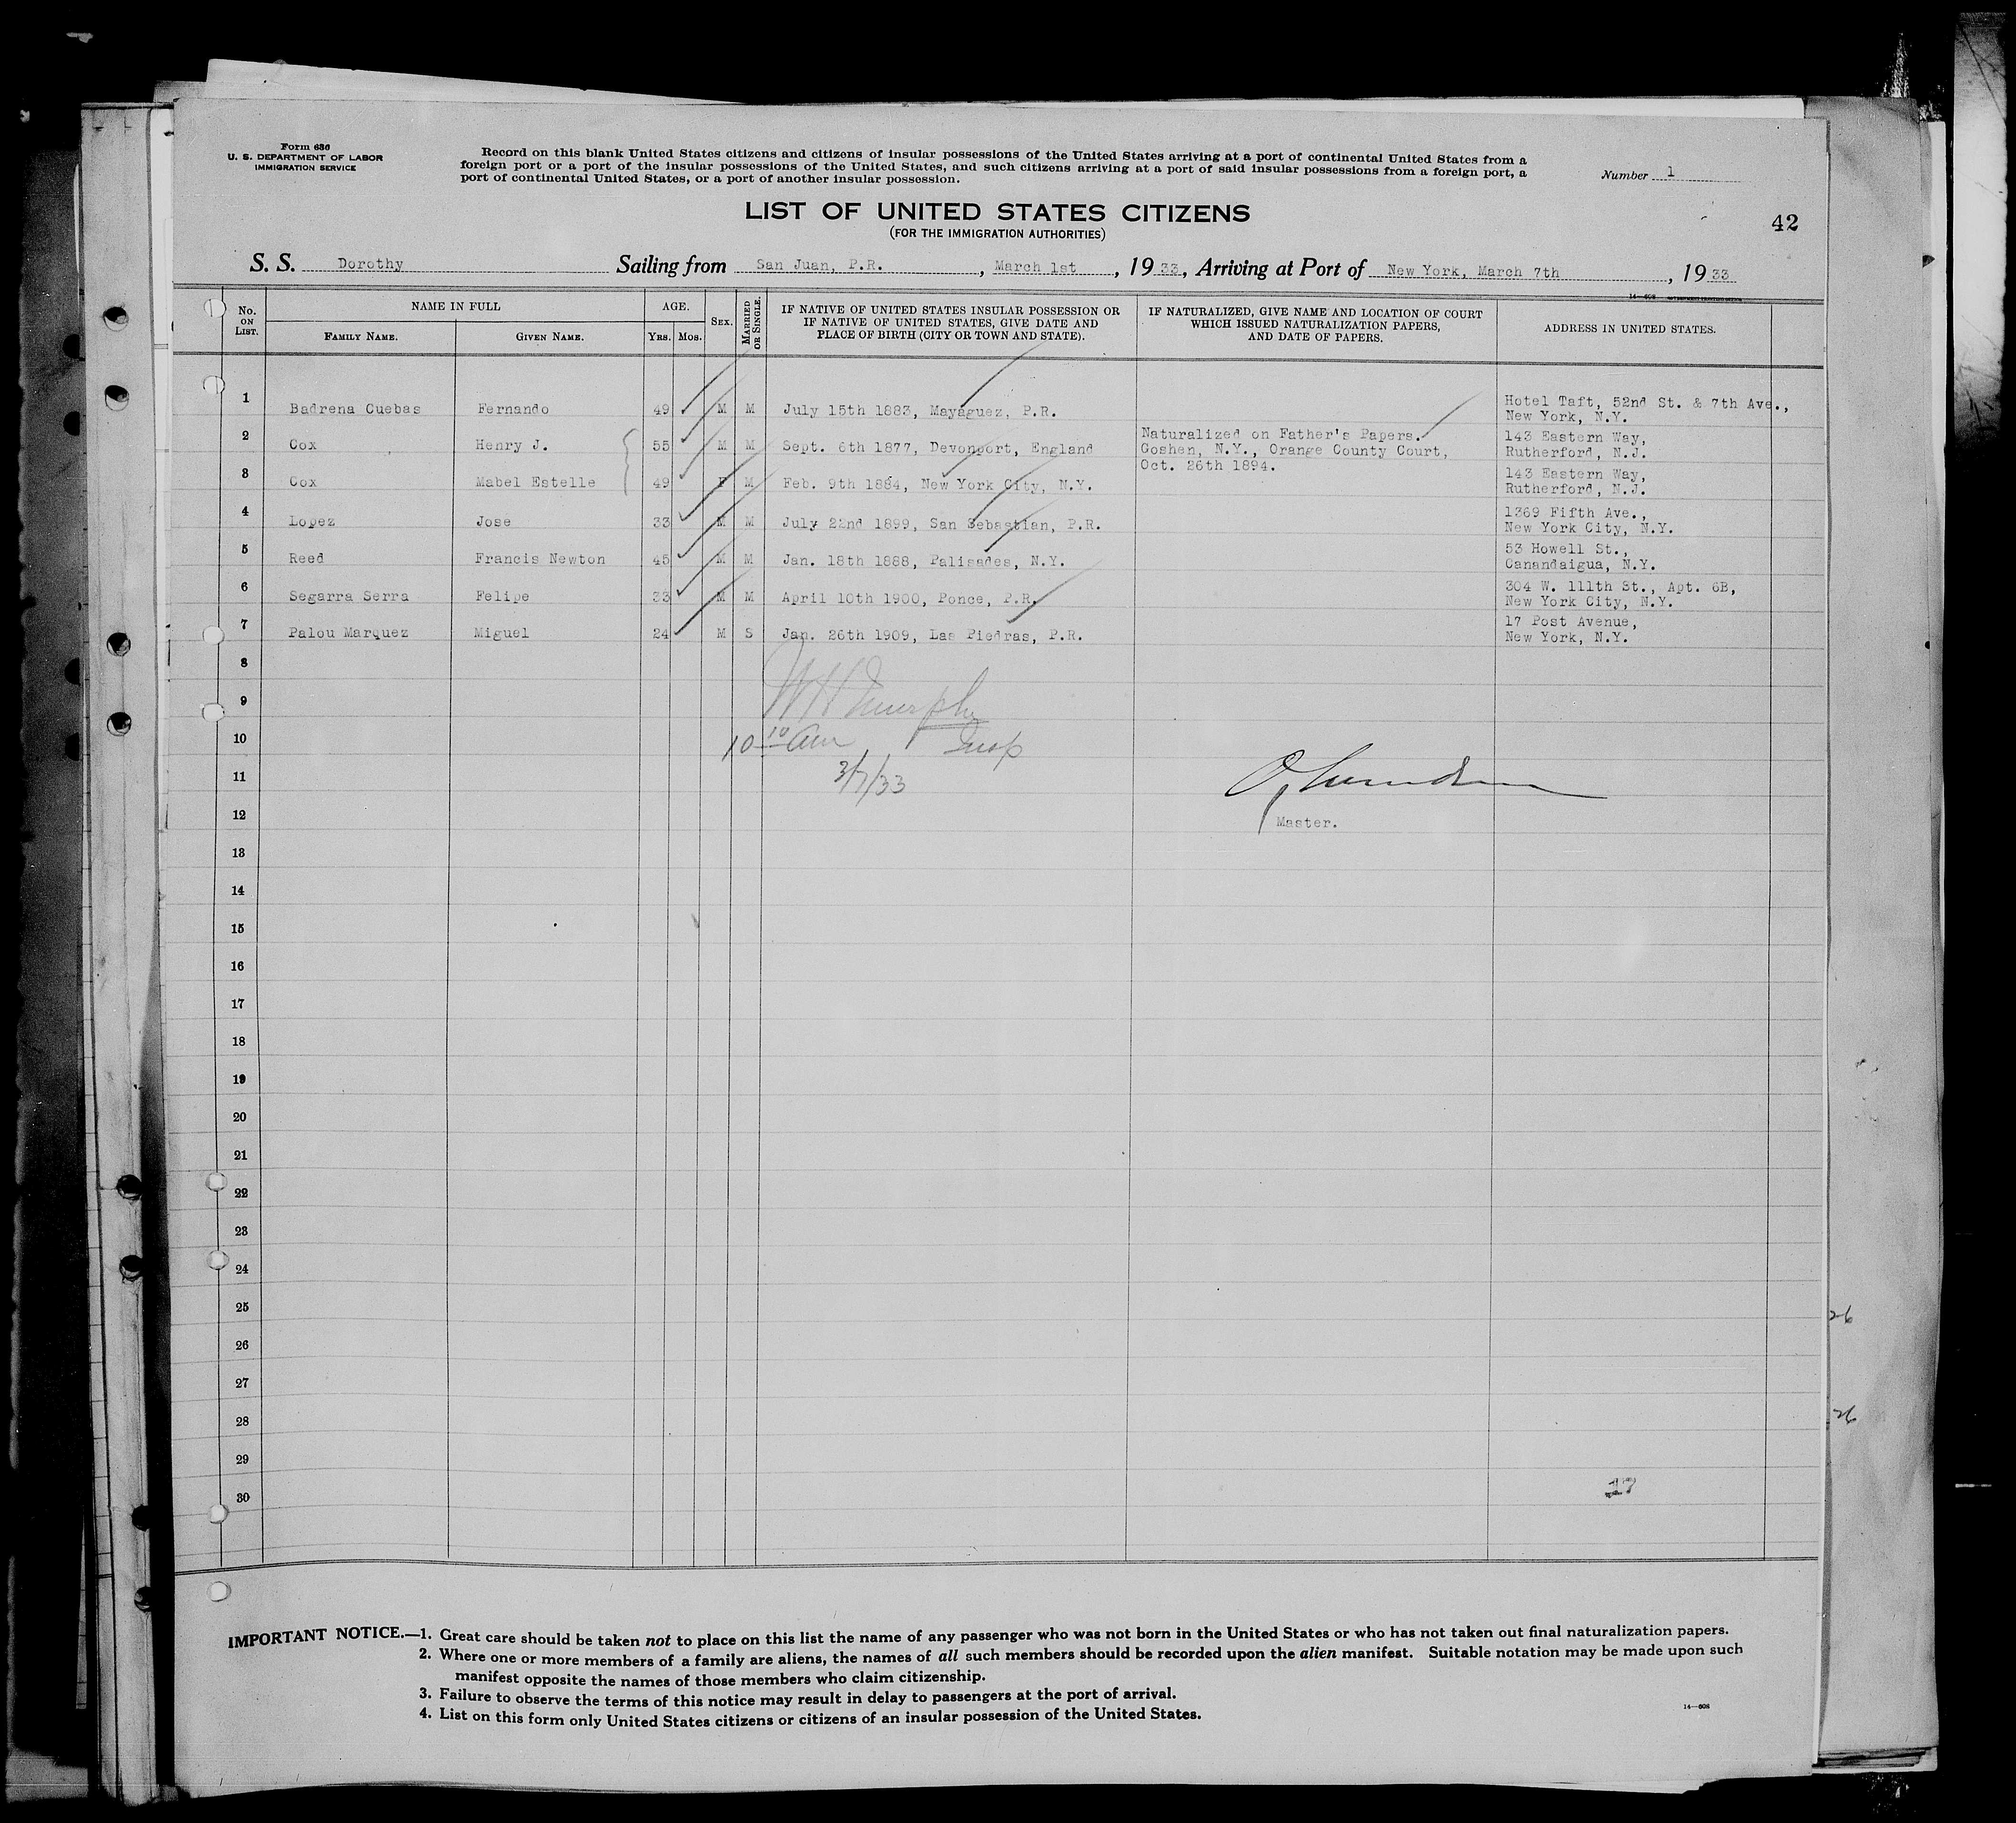 Form 630
U. S. DEPARTMENT OF LABOR
IMMIGRATION SERVICE
Record on this blank United States citizens and citizens of insular possessions of the United States arriving at a port of continental United States from a
foreign port or a port of the insular possessions of the United States, and such citizens arriving at a port of said insular possessions from a foreign port, a
port of continental United States, or a port of another insular possession.
Number 1
LIST OF UNITED STATES CITIZENS
(FOR THE IMMIGRATION AUTHORITIES)
42
S. S. Dorothy Sailing from San Juan, P.R. , March 1st , 1933, Arriving at Port of New York, March 7th , 1933
No. ON LIST. NAME IN FULL FAMILY NAME. GIVEN NAME. AGE. YRS. MOS. SEX. MARRIED OR SINGLE. IF NATIVE OF UNITED STATES INSULAR POSSESSION OR IF NATIVE OF UNITED STATES, GIVE DATE AND PLACE OF BIRTH (CITY OR TOWN AND STATE). IF NATURALIZED, GIVE NAME AND LOCATION OF COURT WHICH ISSUED NATURALIZATION PAPERS, AND DATE OF PAPERS. ADDRESS IN UNITED STATES.
1 Badrena Cuebas Fernando 49 M M July 15th 1883, Mayaguez, P.R. Hotel Taft, 52nd St. & 7th Ave., New York, N.Y.
2 Cox Henry J. 55 M M Sept. 6th 1877, Devonport, England Naturalized on Father's Papers. Goshen, N.Y., Orange County Court, Oct. 26th 1894. 143 Eastern Way, Rutherford, N.J.
3 Cox Mabel Estelle 49 F M Feb. 9th 1884, New York City, N.Y. 143 Eastern Way, Rutherford, N.J.
4 Lopez Jose 33 M M July 22nd 1899, San Sebastian, P.R. 1369 Fifth Ave., New York City, N.Y.
5 Reed Francis Newton 45 M M Jan. 18th 1888, Palisades, N.Y. 53 Howell St., Canandaigua, N.Y.
6 Segarra Serra Felipe 33 M M April 10th 1900, Ponce, P.R. 304 W. 111th St., Apt. 6B, New York City, N.Y.
7 Palou Marquez Miguel 24 M S Jan. 26th 1909, Las Piedras, P.R. 17 Post Avenue, New York, N.Y.
8
9 W H Murphy
10 10 10 am Insp
11 3/7/33
12 Master.
13
14
15
16
17
18
19
20
21
22
23
24
25
26
27
28
29
30
17
26
26
IMPORTANT NOTICE.—1. Great care should be taken not to place on this list the name of any passenger who was not born in the United States or who has not taken out final naturalization papers.
2. Where one or more members of a family are aliens, the names of all such members should be recorded upon the alien manifest. Suitable notation may be made upon such
manifest opposite the names of those members who claim citizenship.
3. Failure to observe the terms of this notice may result in delay to passengers at the port of arrival.
4. List on this form only United States citizens or citizens of an insular possession of the United States.
14—608